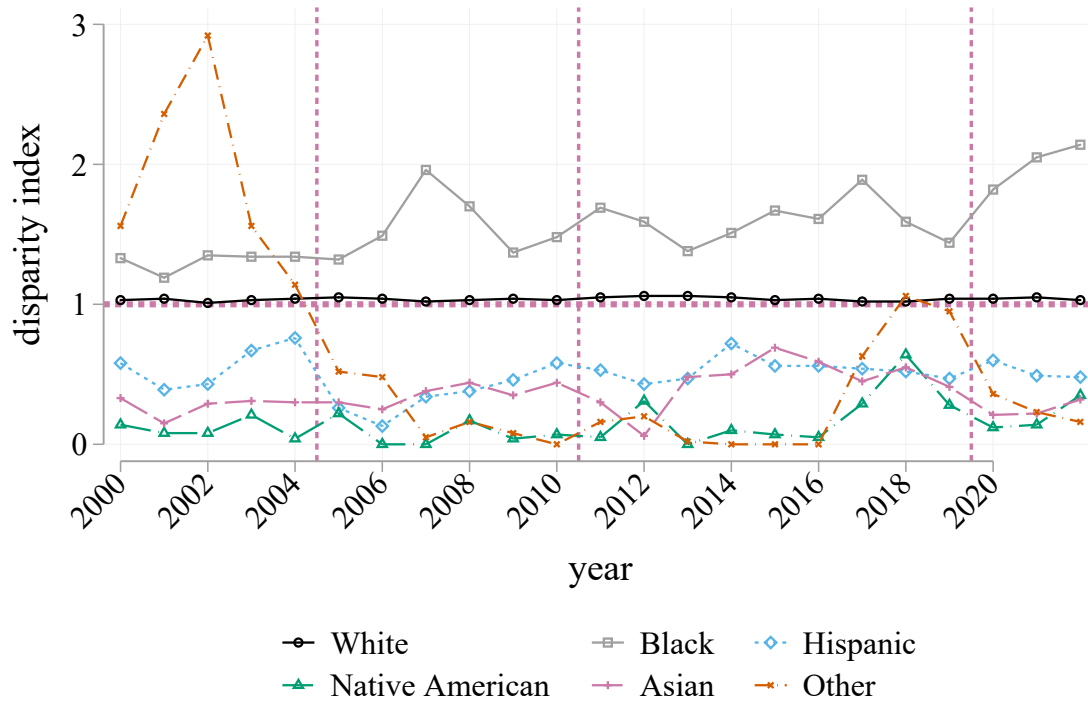 3
2
1
0
disparity index
2000 2002 2004 2006 2008 2010 2012 2014 2016 2018 2020
year
White Black Hispanic
Native American Asian Other